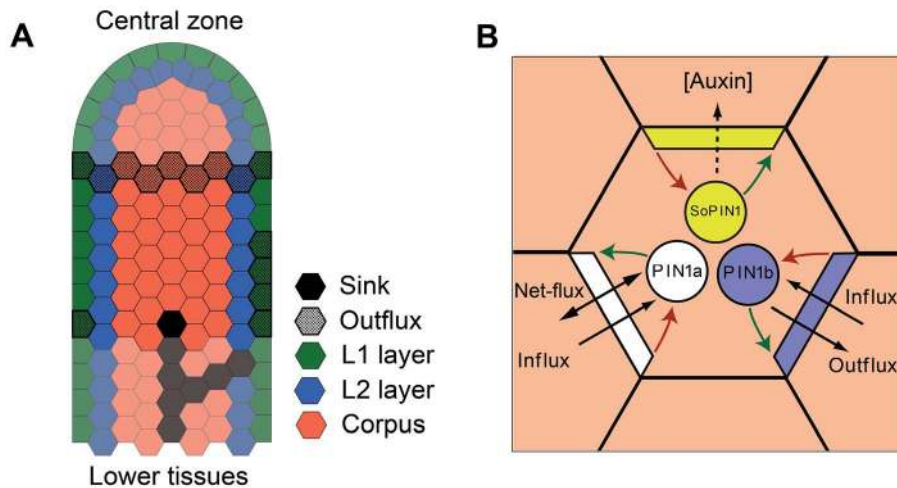 A
Central zone
Sink
Outflux
L1 layer
L2 layer
Corpus
Lower tissues
B
[Auxin]
SoPIN1
PIN1a
PIN1b
Net-flux
Influx
Influx
Outflux